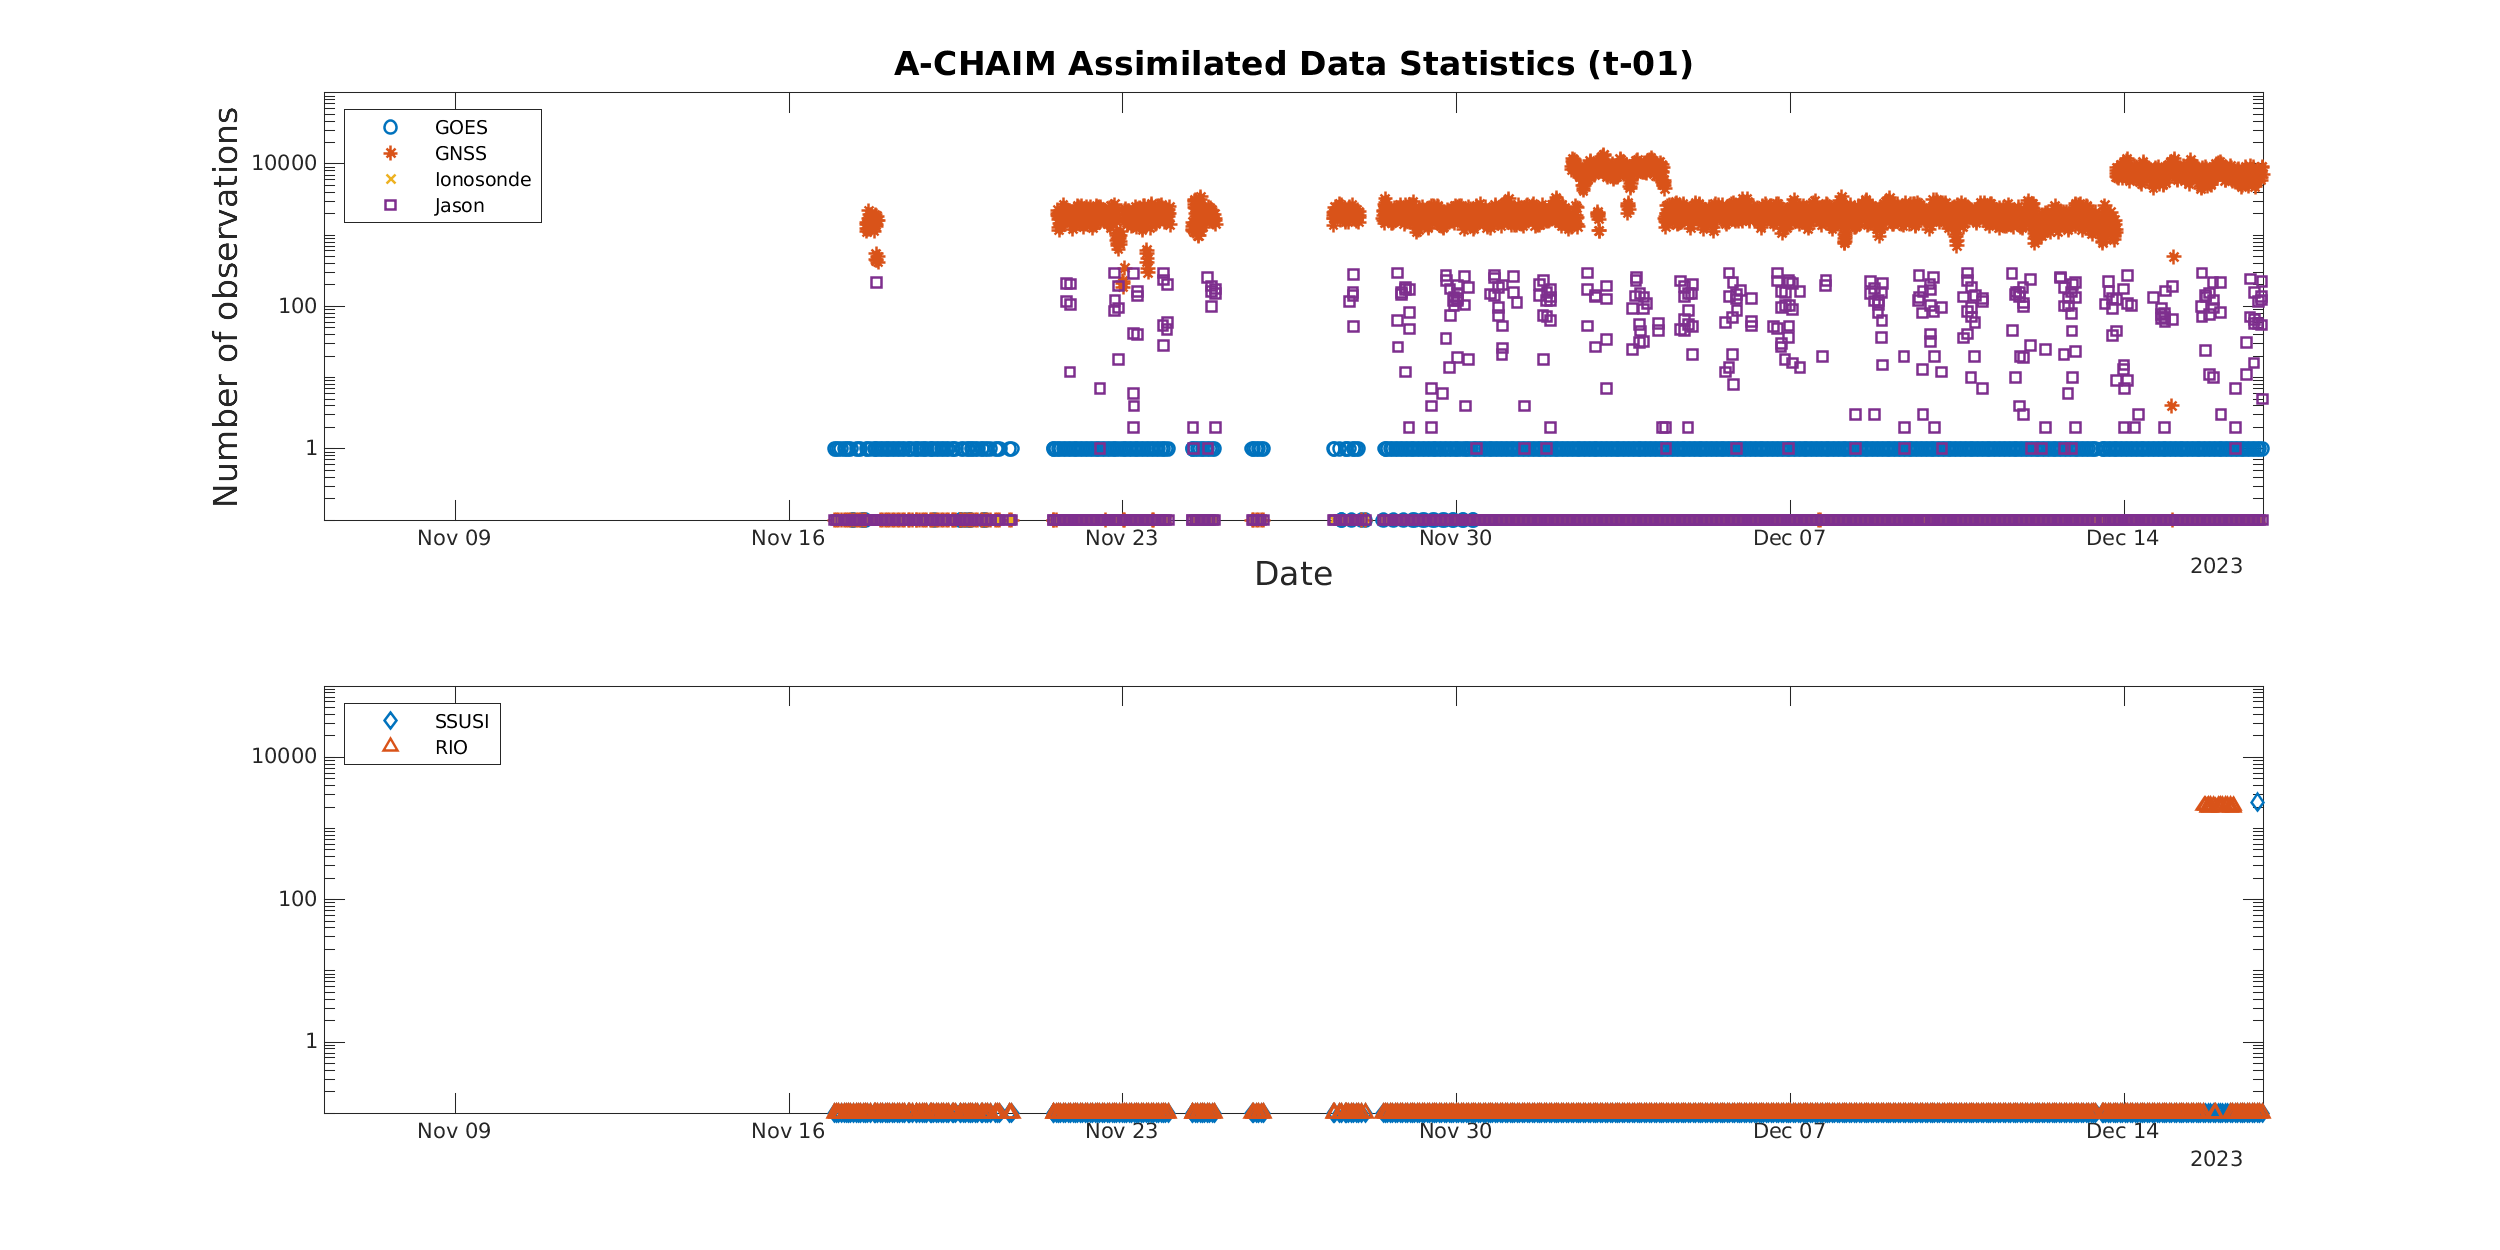 A-CHAIM Assimilated Data Statistics (t-01)
Number of observations
10000
100
1
GOES
GNSS
Ionosonde
Jason
Nov 09
Nov 16
Nov 23
Nov 30
Dec 07
Dec 14
2023
Date
10000
100
1
SSUSI
RIO
Nov 09
Nov 16
Nov 23
Nov 30
Dec 07
Dec 14
2023